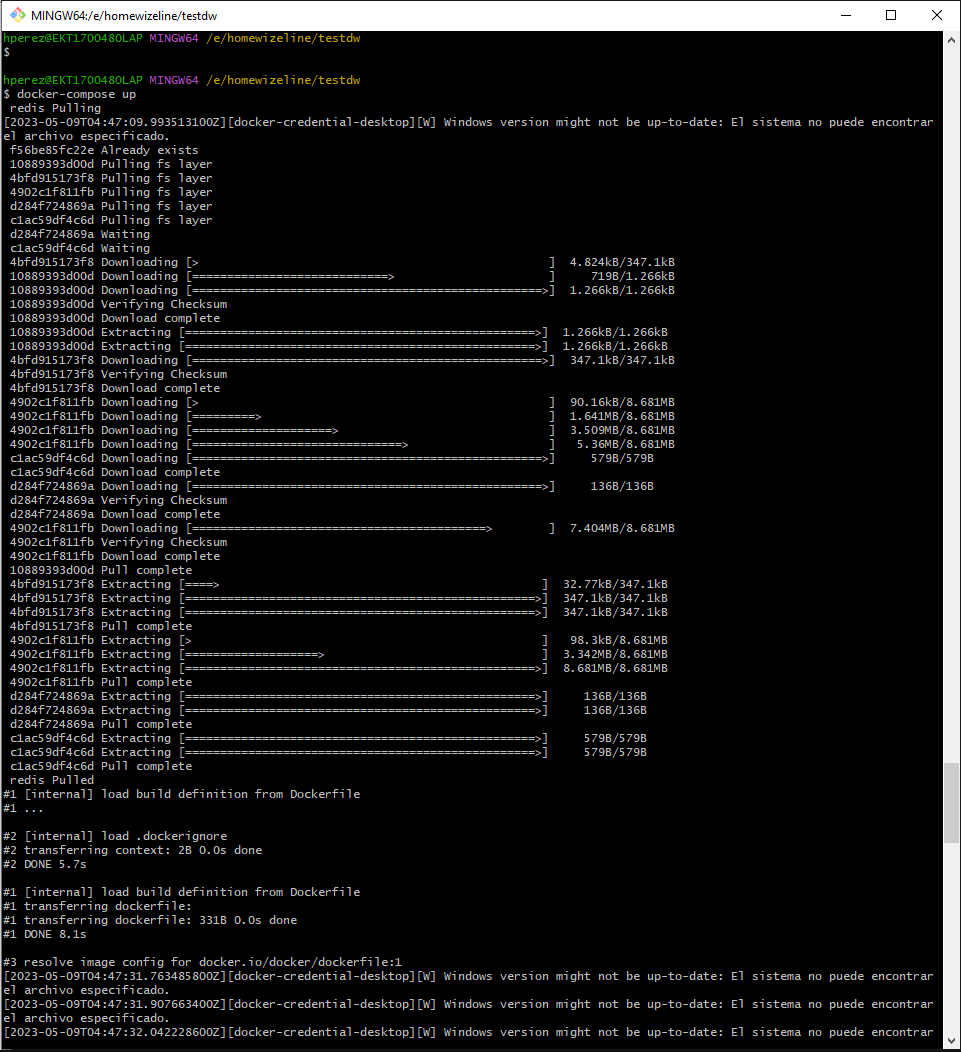 MINGW64:/e/homewizeline/testdw
hperez@EKT1700480LAP MINGW64 /e/homewizeline/testdw
$
hperez@EKT1700480LAP MINGW64 /e/homewizeline/testdw
$ docker-compose up
redis Pulling
[2023-05-09T04:47:09.993513100Z][docker-credential-desktop][W] Windows version might not be up-to-date: El sistema no puede encontrar
el archivo especificado.
f56be85fc22e Already exists
10889393d00d Pulling fs layer
4bfd915173f8 Pulling fs layer
4902c1f811fb Pulling fs layer
d284f724869a Pulling fs layer
c1ac59df4c6d Pulling fs layer
d284f724869a Waiting
c1ac59df4c6d Waiting
4bfd915173f8 Downloading [>                                                  ]  4.824kB/347.1kB
10889393d00d Downloading [============================>                      ]     719B/1.266kB
10889393d00d Downloading [==================================================>]  1.266kB/1.266kB
10889393d00d Verifying Checksum
10889393d00d Download complete
10889393d00d Extracting [==================================================>]  1.266kB/1.266kB
10889393d00d Extracting [==================================================>]  1.266kB/1.266kB
4bfd915173f8 Downloading [==================================================>]  347.1kB/347.1kB
4bfd915173f8 Verifying Checksum
4bfd915173f8 Download complete
4902c1f811fb Downloading [>                                                  ]  90.16kB/8.681MB
4902c1f811fb Downloading [=========>                                         ]  1.641MB/8.681MB
4902c1f811fb Downloading [====================>                              ]  3.509MB/8.681MB
4902c1f811fb Downloading [==============================>                    ]   5.36MB/8.681MB
c1ac59df4c6d Downloading [==================================================>]     579B/579B
c1ac59df4c6d Download complete
d284f724869a Downloading [==================================================>]     136B/136B
d284f724869a Verifying Checksum
d284f724869a Download complete
4902c1f811fb Downloading [==========================================>        ]  7.404MB/8.681MB
4902c1f811fb Verifying Checksum
4902c1f811fb Download complete
10889393d00d Pull complete
4bfd915173f8 Extracting [====>                                              ]  32.77kB/347.1kB
4bfd915173f8 Extracting [==================================================>]  347.1kB/347.1kB
4bfd915173f8 Extracting [==================================================>]  347.1kB/347.1kB
4bfd915173f8 Pull complete
4902c1f811fb Extracting [>                                                  ]   98.3kB/8.681MB
4902c1f811fb Extracting [===================>                               ]  3.342MB/8.681MB
4902c1f811fb Extracting [==================================================>]  8.681MB/8.681MB
4902c1f811fb Pull complete
d284f724869a Extracting [==================================================>]     136B/136B
d284f724869a Extracting [==================================================>]     136B/136B
d284f724869a Pull complete
c1ac59df4c6d Extracting [==================================================>]     579B/579B
c1ac59df4c6d Extracting [==================================================>]     579B/579B
c1ac59df4c6d Pull complete
redis Pulled
#1 [internal] load build definition from Dockerfile
#1 ...
#2 [internal] load .dockerignore
#2 transferring context: 2B 0.0s done
#2 DONE 5.7s
#1 [internal] load build definition from Dockerfile
#1 transferring dockerfile:
#1 transferring dockerfile: 331B 0.0s done
#1 DONE 8.1s
#3 resolve image config for docker.io/docker/dockerfile:1
[2023-05-09T04:47:31.763485800Z][docker-credential-desktop][W] Windows version might not be up-to-date: El sistema no puede encontrar
el archivo especificado.
[2023-05-09T04:47:31.907663400Z][docker-credential-desktop][W] Windows version might not be up-to-date: El sistema no puede encontrar
el archivo especificado.
[2023-05-09T04:47:32.042228600Z][docker-credential-desktop][W] Windows version might not be up-to-date: El sistema no puede encontrar